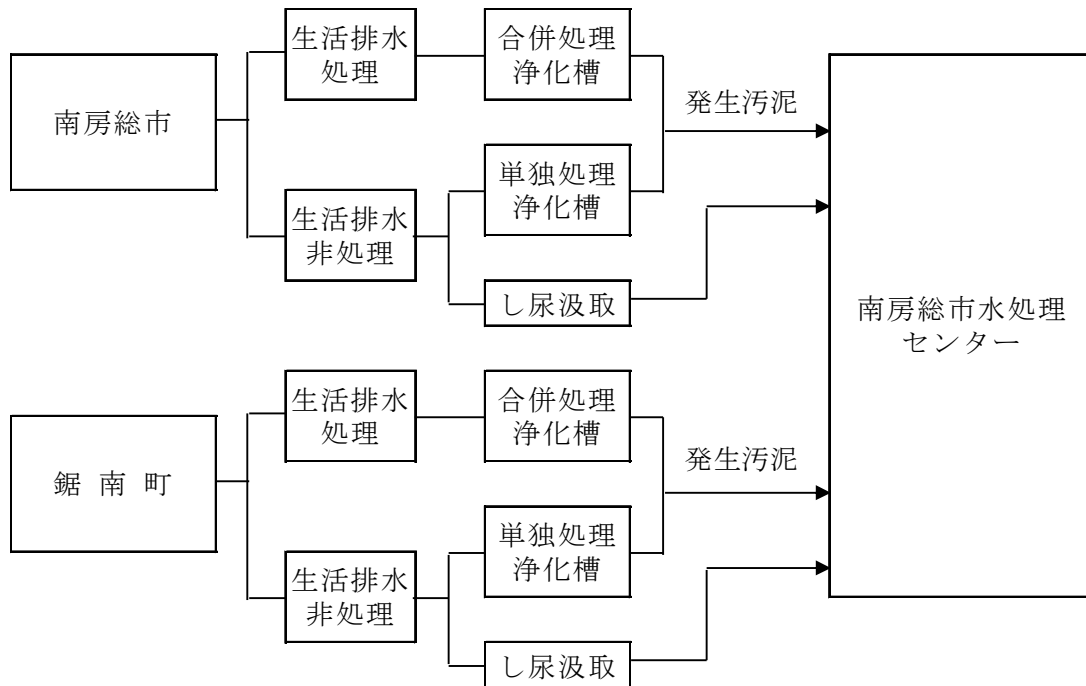 南房総市
生活排水
処理
合併処理
浄化槽
発生汚泥
生活排水
非処理
単独処理
浄化槽
し尿汲取
南房総市水処理
センター
鋸南町
生活排水
処理
合併処理
浄化槽
発生汚泥
生活排水
非処理
単独処理
浄化槽
し尿汲取